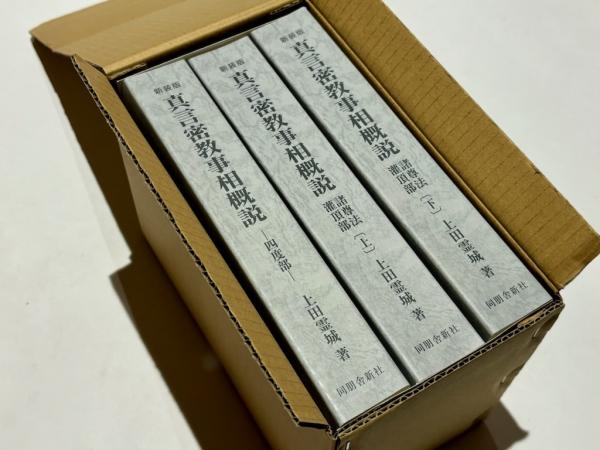 新装版
真言密教事相概説
―四度部―
上田霊城 著
同朋舎新社
新装版
真言密教事相概説
諸尊法
灌頂部
〔上〕
上田霊城 著
同朋舎新社
新装版
真言密教事相概説
諸尊法
灌頂部
〔下〕
上田霊城 著
同朋舎新社